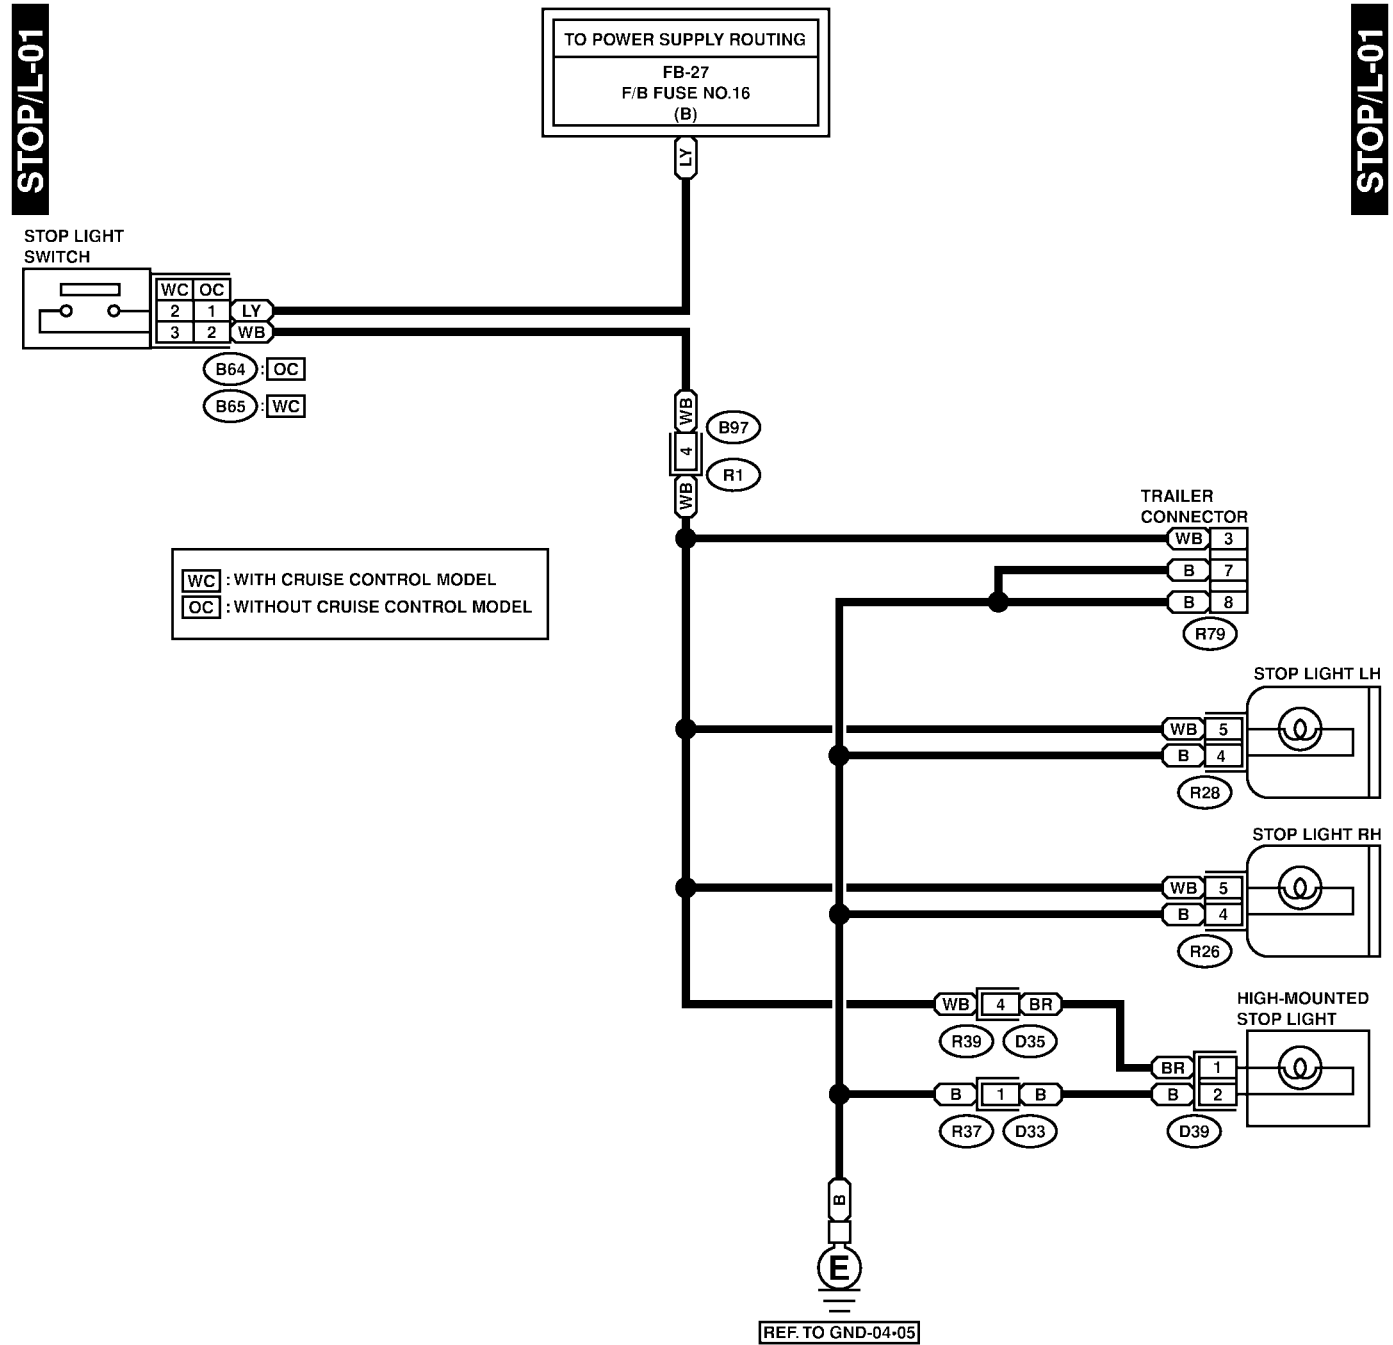 STOP/L-01
STOP/L-01
TO POWER SUPPLY ROUTING
FB-27
F/B FUSE NO.16
(B)
LY
STOP LIGHT
SWITCH
WC OC
2 1 LY
3 2 WB
B64 : OC
B65 : WC
WB
B97
4
R1
WB
TRAILER
CONNECTOR
WB 3
B 7
B 8
R79
WC : WITH CRUISE CONTROL MODEL
OC : WITHOUT CRUISE CONTROL MODEL
STOP LIGHT LH
WB 5
B 4
R28
STOP LIGHT RH
WB 5
B 4
R26
HIGH-MOUNTED
STOP LIGHT
WB 4 BR
R39 D35
BR 1
B 1 B
B 2
R37 D33
D39
B
E
REF. TO GND-04•05